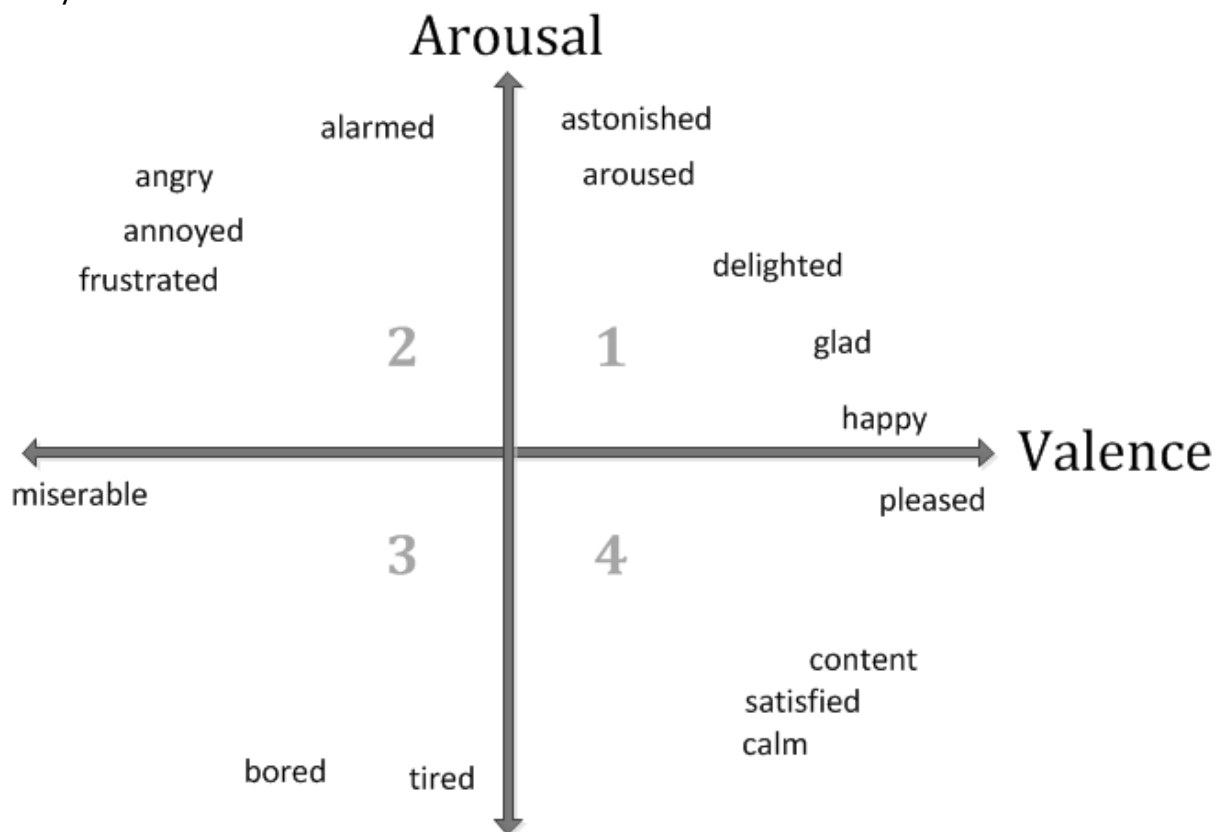 Arousal
alarmed
astonished
angry
aroused
annoyed
delighted
frustrated
2
1
glad
happy
Valence
miserable
pleased
3
4
content
satisfied
calm
bored
tired